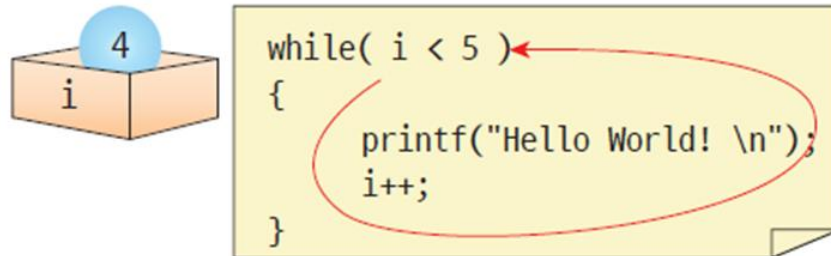 4
i
while( i < 5 )
{
printf("Hello World! \n");
i++;
}